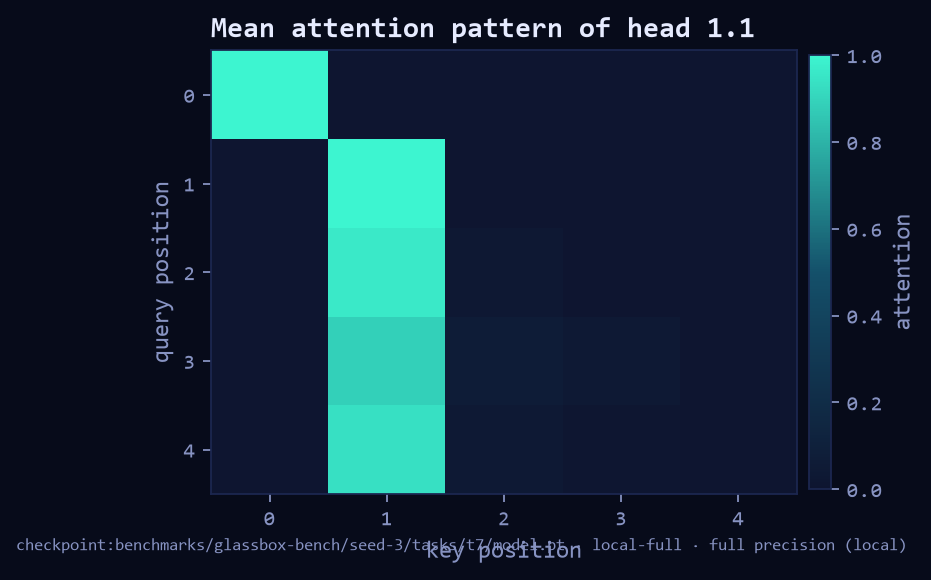 Mean attention pattern of head 1.1
1.0
0
0.8
1
query position
0.6
attention
2
0.4
3
0.2
4
0.0
0 1 2 3 4
checkpoint:benchmarks/glassbox-bench/seed-3/tasks/t7/model.pt · local-full · full precision (local)
key position